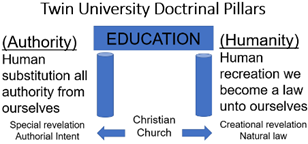 Twin University Doctrinal Pillars
(Authority)
EDUCATION
(Humanity)
Human
substitution all
authority from
ourselves
Human
recreation we
become a law
unto ourselves
Special revelation
Authorial Intent
Christian
Church
Creational revelation
Natural law